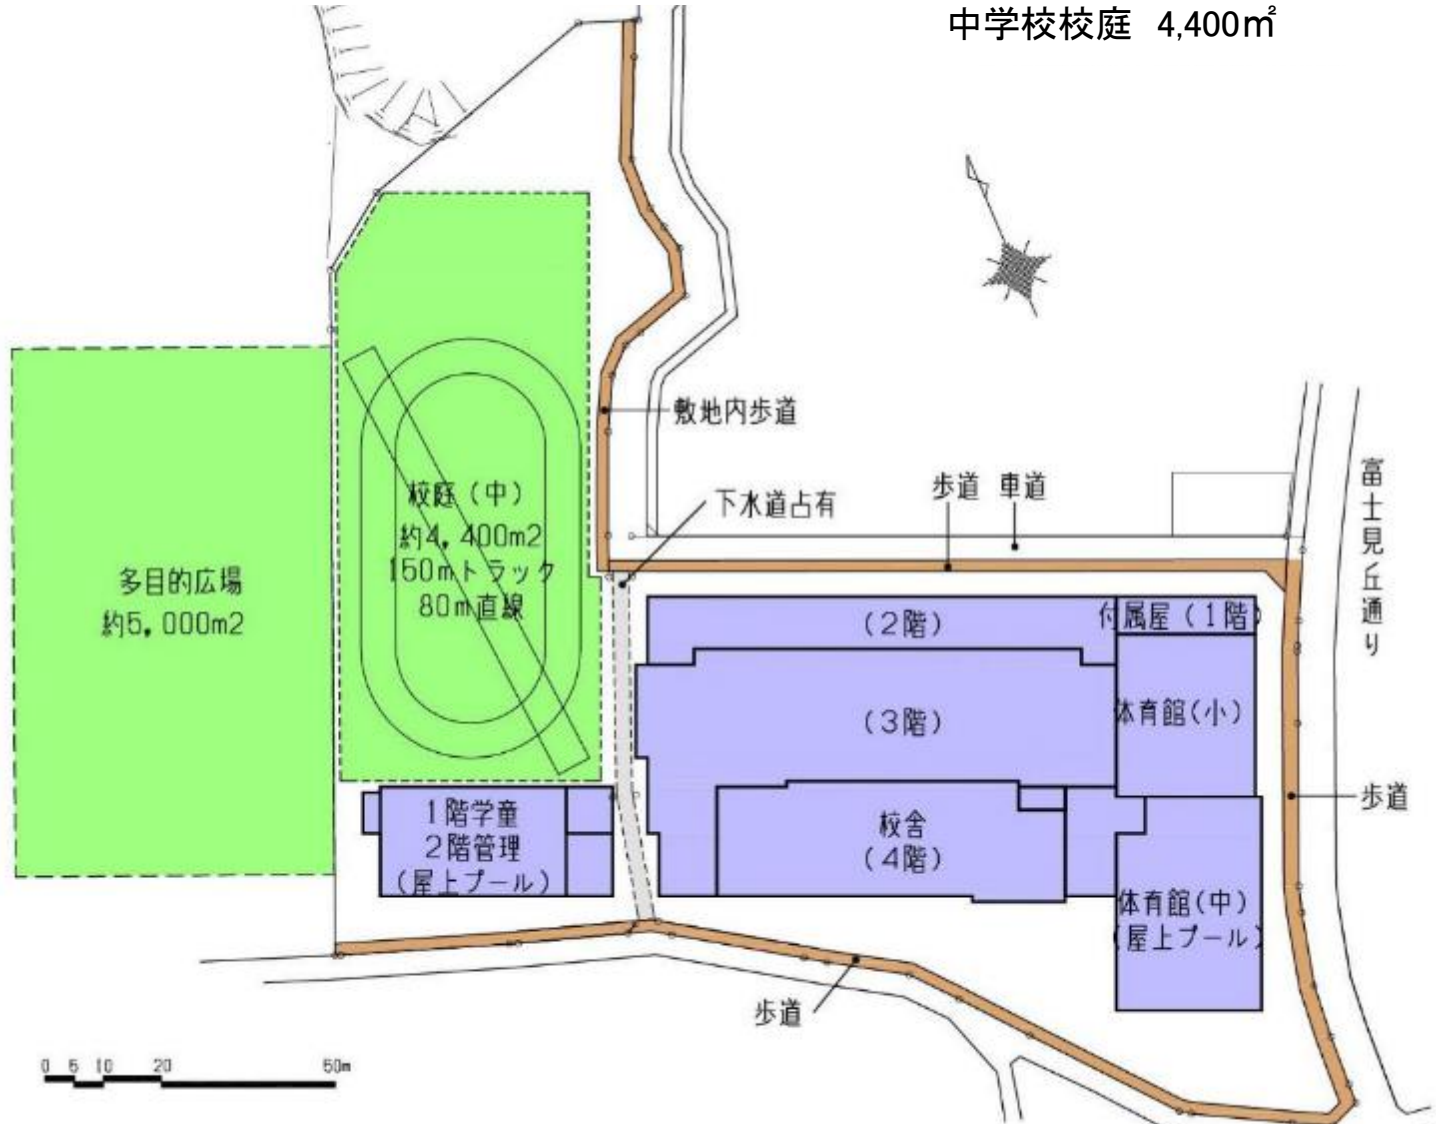 中学校校庭 4,400㎡
敷地内歩道
下水道占有
歩道 車道
富士見丘通り
校庭(中)
約4,400m2
150mトラック
80m直線
多目的広場
約5,000m2
(2階)
付属屋(1階)
(3階)
体育館(小)
歩道
1階学童
2階管理
(屋上プール)
校舎
(4階)
体育館(中)
(屋上プール)
歩道
0 5 10 20 50m